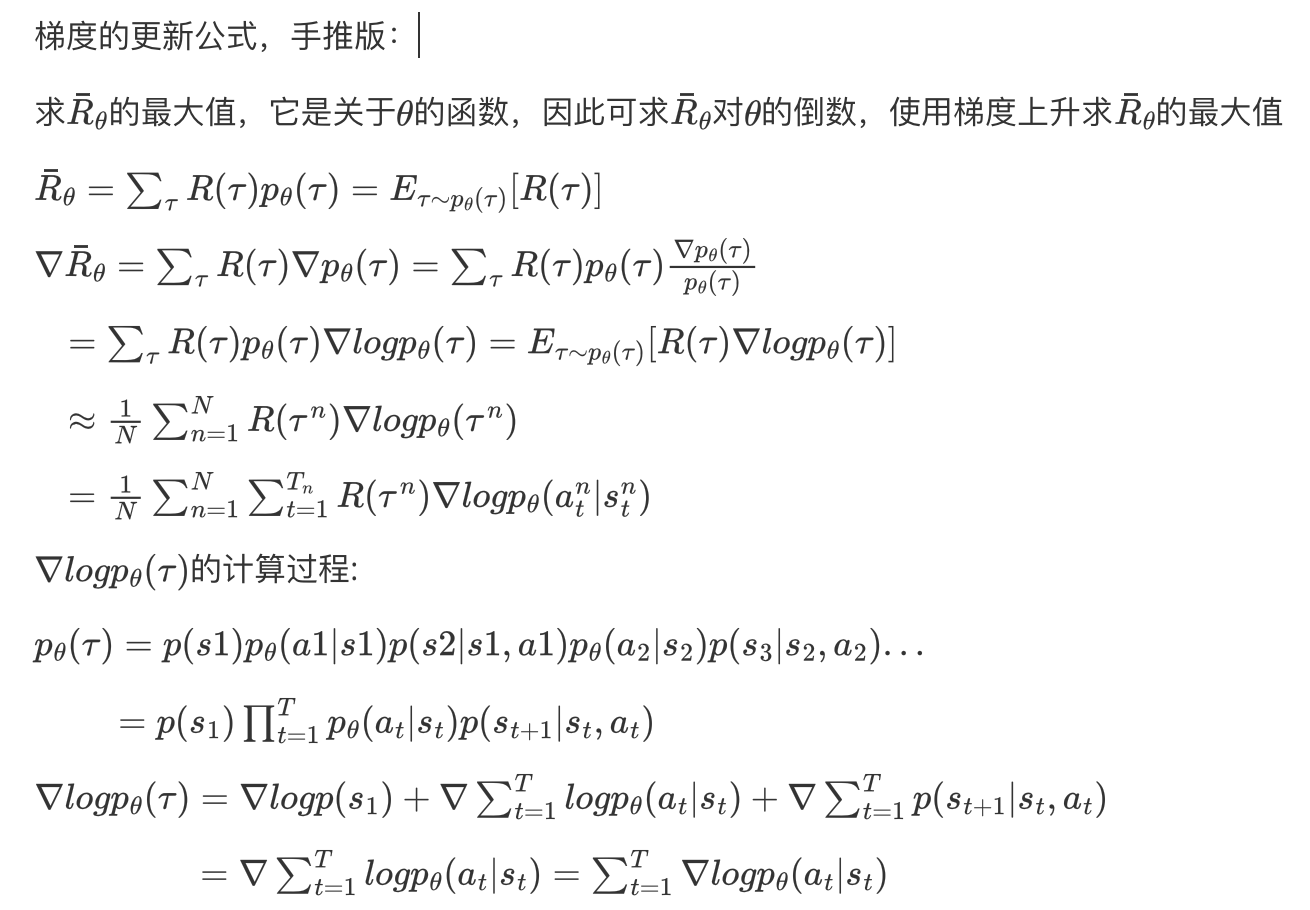 梯度的更新公式，手推版：
求$\bar{R}_\theta$的最大值，它是关于$\theta$的函数，因此可求$\bar{R}_\theta$对$\theta$的倒数，使用梯度上升求$\bar{R}_\theta$的最大值
$\bar{R}_\theta = \sum_\tau R(\tau)p_\theta(\tau) = E_{\tau \sim p_\theta(\tau)}[R(\tau)]$
$\nabla \bar{R}_\theta = \sum_\tau R(\tau)\nabla p_\theta(\tau) = \sum_\tau R(\tau)p_\theta(\tau)\frac{\nabla p_\theta(\tau)}{p_\theta(\tau)}$
$= \sum_\tau R(\tau)p_\theta(\tau)\nabla logp_\theta(\tau) = E_{\tau \sim p_\theta(\tau)}[R(\tau)\nabla logp_\theta(\tau)]$
$\approx \frac{1}{N}\sum_{n=1}^{N} R(\tau^n)\nabla logp_\theta(\tau^n)$
$= \frac{1}{N}\sum_{n=1}^{N}\sum_{t=1}^{T_n} R(\tau^n)\nabla logp_\theta(a_t^n|s_t^n)$
$\nabla logp_\theta(\tau)$的计算过程:
$p_\theta(\tau) = p(s1)p_\theta(a1|s1)p(s2|s1,a1)p_\theta(a_2|s_2)p(s_3|s_2,a_2)\ldots$
$= p(s_1)\prod_{t=1}^{T} p_\theta(a_t|s_t)p(s_{t+1}|s_t,a_t)$
$\nabla logp_\theta(\tau) = \nabla logp(s_1) + \nabla \sum_{t=1}^{T} logp_\theta(a_t|s_t) + \nabla \sum_{t=1}^{T} p(s_{t+1}|s_t,a_t)$
$= \nabla \sum_{t=1}^{T} logp_\theta(a_t|s_t) = \sum_{t=1}^{T} \nabla logp_\theta(a_t|s_t)$